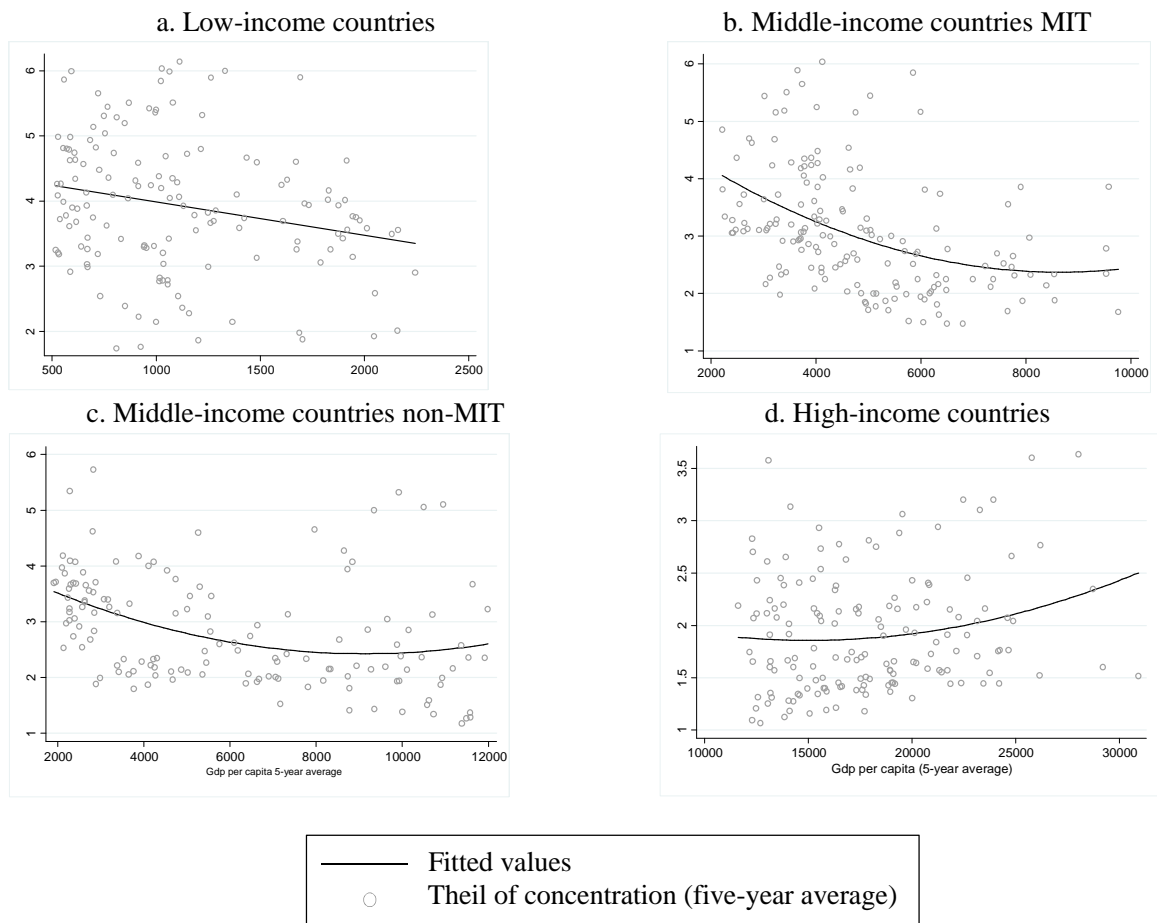 a. Low-income countries
6
5
4
3
2
500 1000 1500 2000 2500
b. Middle-income countries MIT
6
5
4
3
2
1
2000 4000 6000 8000 10000
c. Middle-income countries non-MIT
6
5
4
3
2
1
2000 4000 6000 8000 10000 12000
Gdp per capita 5-year average
d. High-income countries
3.5
3
2.5
2
1.5
1
10000 15000 20000 25000 30000
Gdp per capita (5-year average)
Fitted values
Theil of concentration (five-year average)